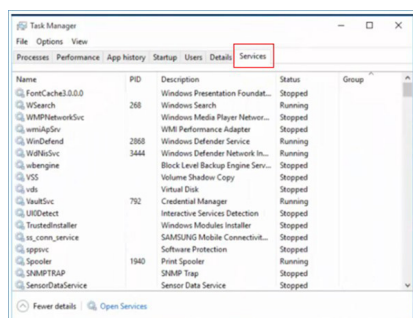 Task Manager
File Options View
Processes Performance App history Startup Users Details Services
Name PID Description Status Group
FontCache3.0.0.0 Windows Presentation Foundat... Stopped
WSearch 268 Windows Search Running
WMPNetworkSvc Windows Media Player Networ... Stopped
wmiApSrv WMI Performance Adapter Stopped
WinDefend 2868 Windows Defender Service Running
WdNisSvc 3444 Windows Defender Network In... Running
wbengine Block Level Backup Engine Serv... Stopped
VSS Volume Shadow Copy Stopped
vds Virtual Disk Stopped
VaultSvc 792 Credential Manager Running
UI0Detect Interactive Services Detection Stopped
TrustedInstaller Windows Modules Installer Stopped
ss_conn_service SAMSUNG Mobile Connectivit... Stopped
sppsvc Software Protection Stopped
Spooler 1940 Print Spooler Running
SNMPTRAP SNMP Trap Stopped
SensorDataService Sensor Data Service Stopped
Fewer details Open Services